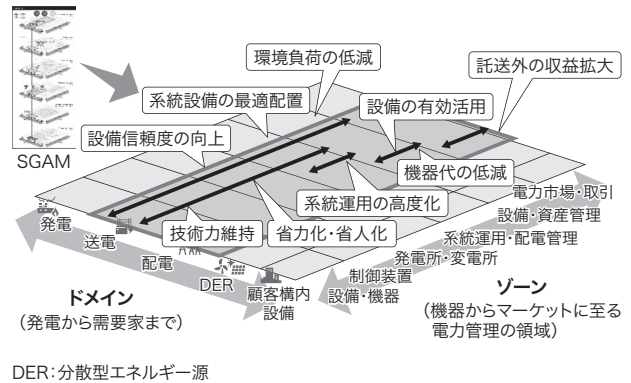 SGAM
環境負荷の低減
託送外の収益拡大
系統設備の最適配置
設備の有効活用
設備信頼度の向上
機器代の低減
系統運用の高度化
技術力維持
省力化・省人化
発電
送電
配電
DER
顧客構内
設備
電力市場・取引
設備・資産管理
系統運用・配電管理
発電所・変電所
制御装置
設備・機器
ドメイン
（発電から需要家まで）
ゾーン
（機器からマーケットに至る
電力管理の領域）
DER：分散型エネルギー源